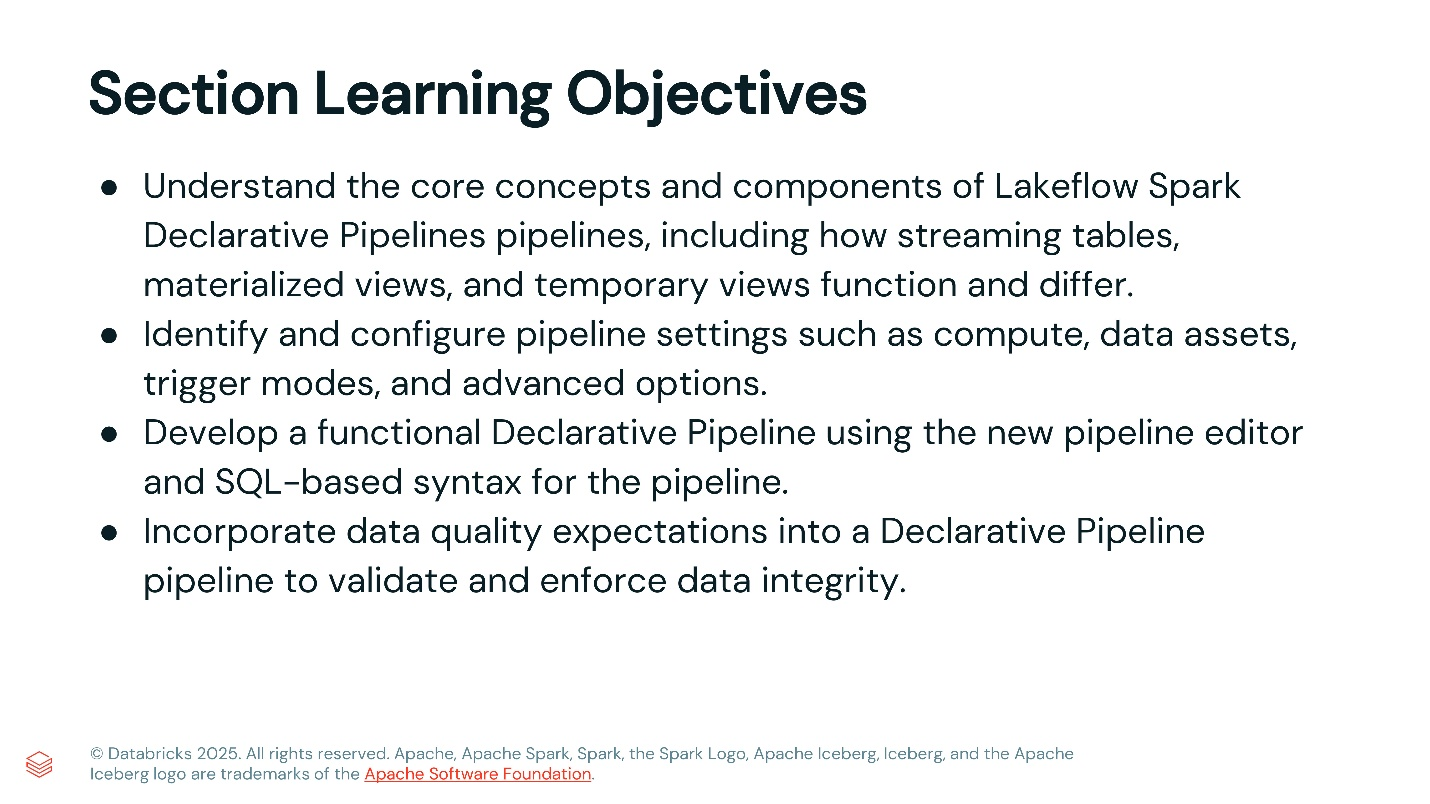 Section Learning Objectives
● Understand the core concepts and components of Lakeflow Spark
Declarative Pipelines pipelines, including how streaming tables,
materialized views, and temporary views function and differ.
● Identify and configure pipeline settings such as compute, data assets,
trigger modes, and advanced options.
● Develop a functional Declarative Pipeline using the new pipeline editor
and SQL-based syntax for the pipeline.
● Incorporate data quality expectations into a Declarative Pipeline
pipeline to validate and enforce data integrity.
© Databricks 2025. All rights reserved. Apache, Apache Spark, Spark, the Spark Logo, Apache Iceberg, Iceberg, and the Apache
Iceberg logo are trademarks of the Apache Software Foundation.